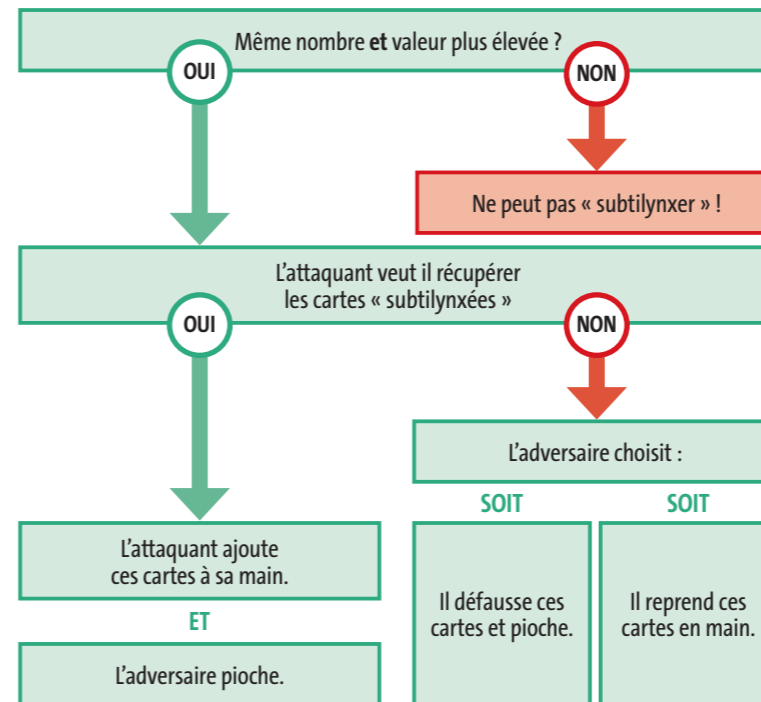 Même nombre et valeur plus élevée ?
OUI
NON
Ne peut pas « subtilynxer » !
L'attaquant veut il récupérer
les cartes « subtilynxées »
OUI
NON
L'adversaire choisit :
SOIT
SOIT
L'attaquant ajoute
ces cartes à sa main.
ET
L'adversaire pioche.
Il défausse ces
cartes et pioche.
Il reprend ces
cartes en main.